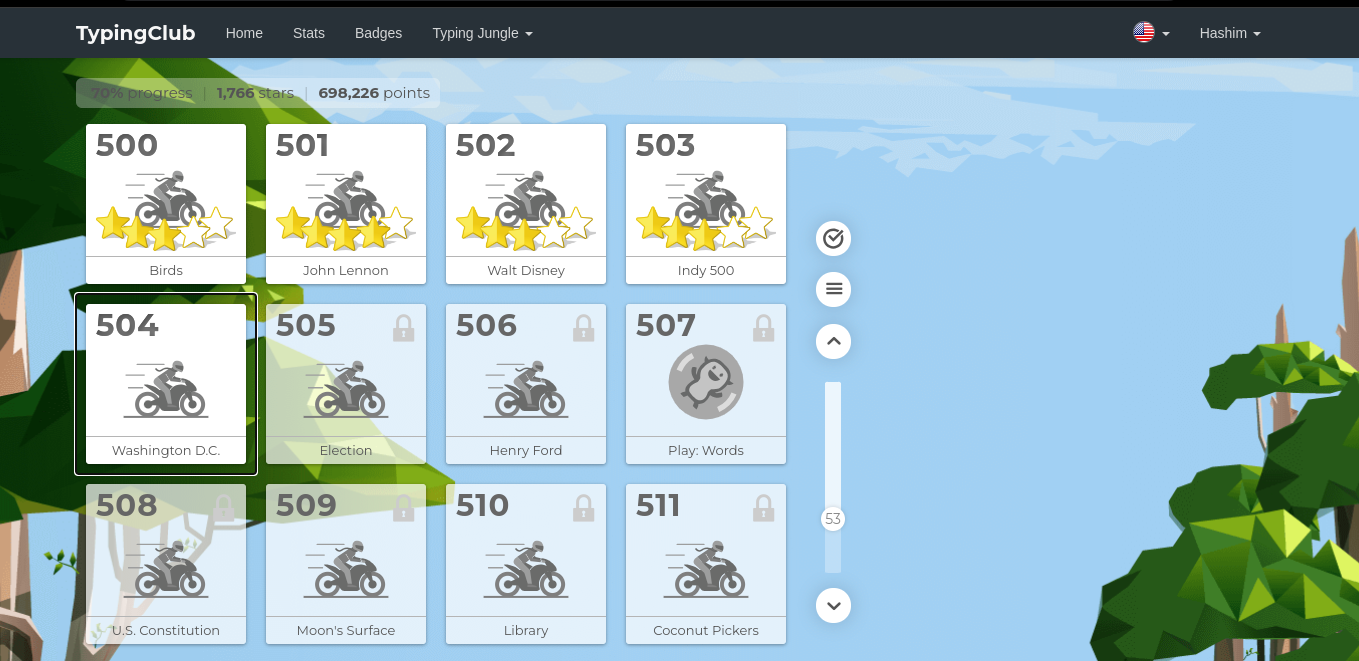 TypingClub Home Stats Badges Typing Jungle Hashim
70% progress | 1,766 stars | 698,226 points
500 501 502 503
Birds John Lennon Walt Disney Indy 500
504 505 506 507
Washington D.C. Election Henry Ford Play: Words
53
508 509 510 511
U.S. Constitution Moon's Surface Library Coconut Pickers